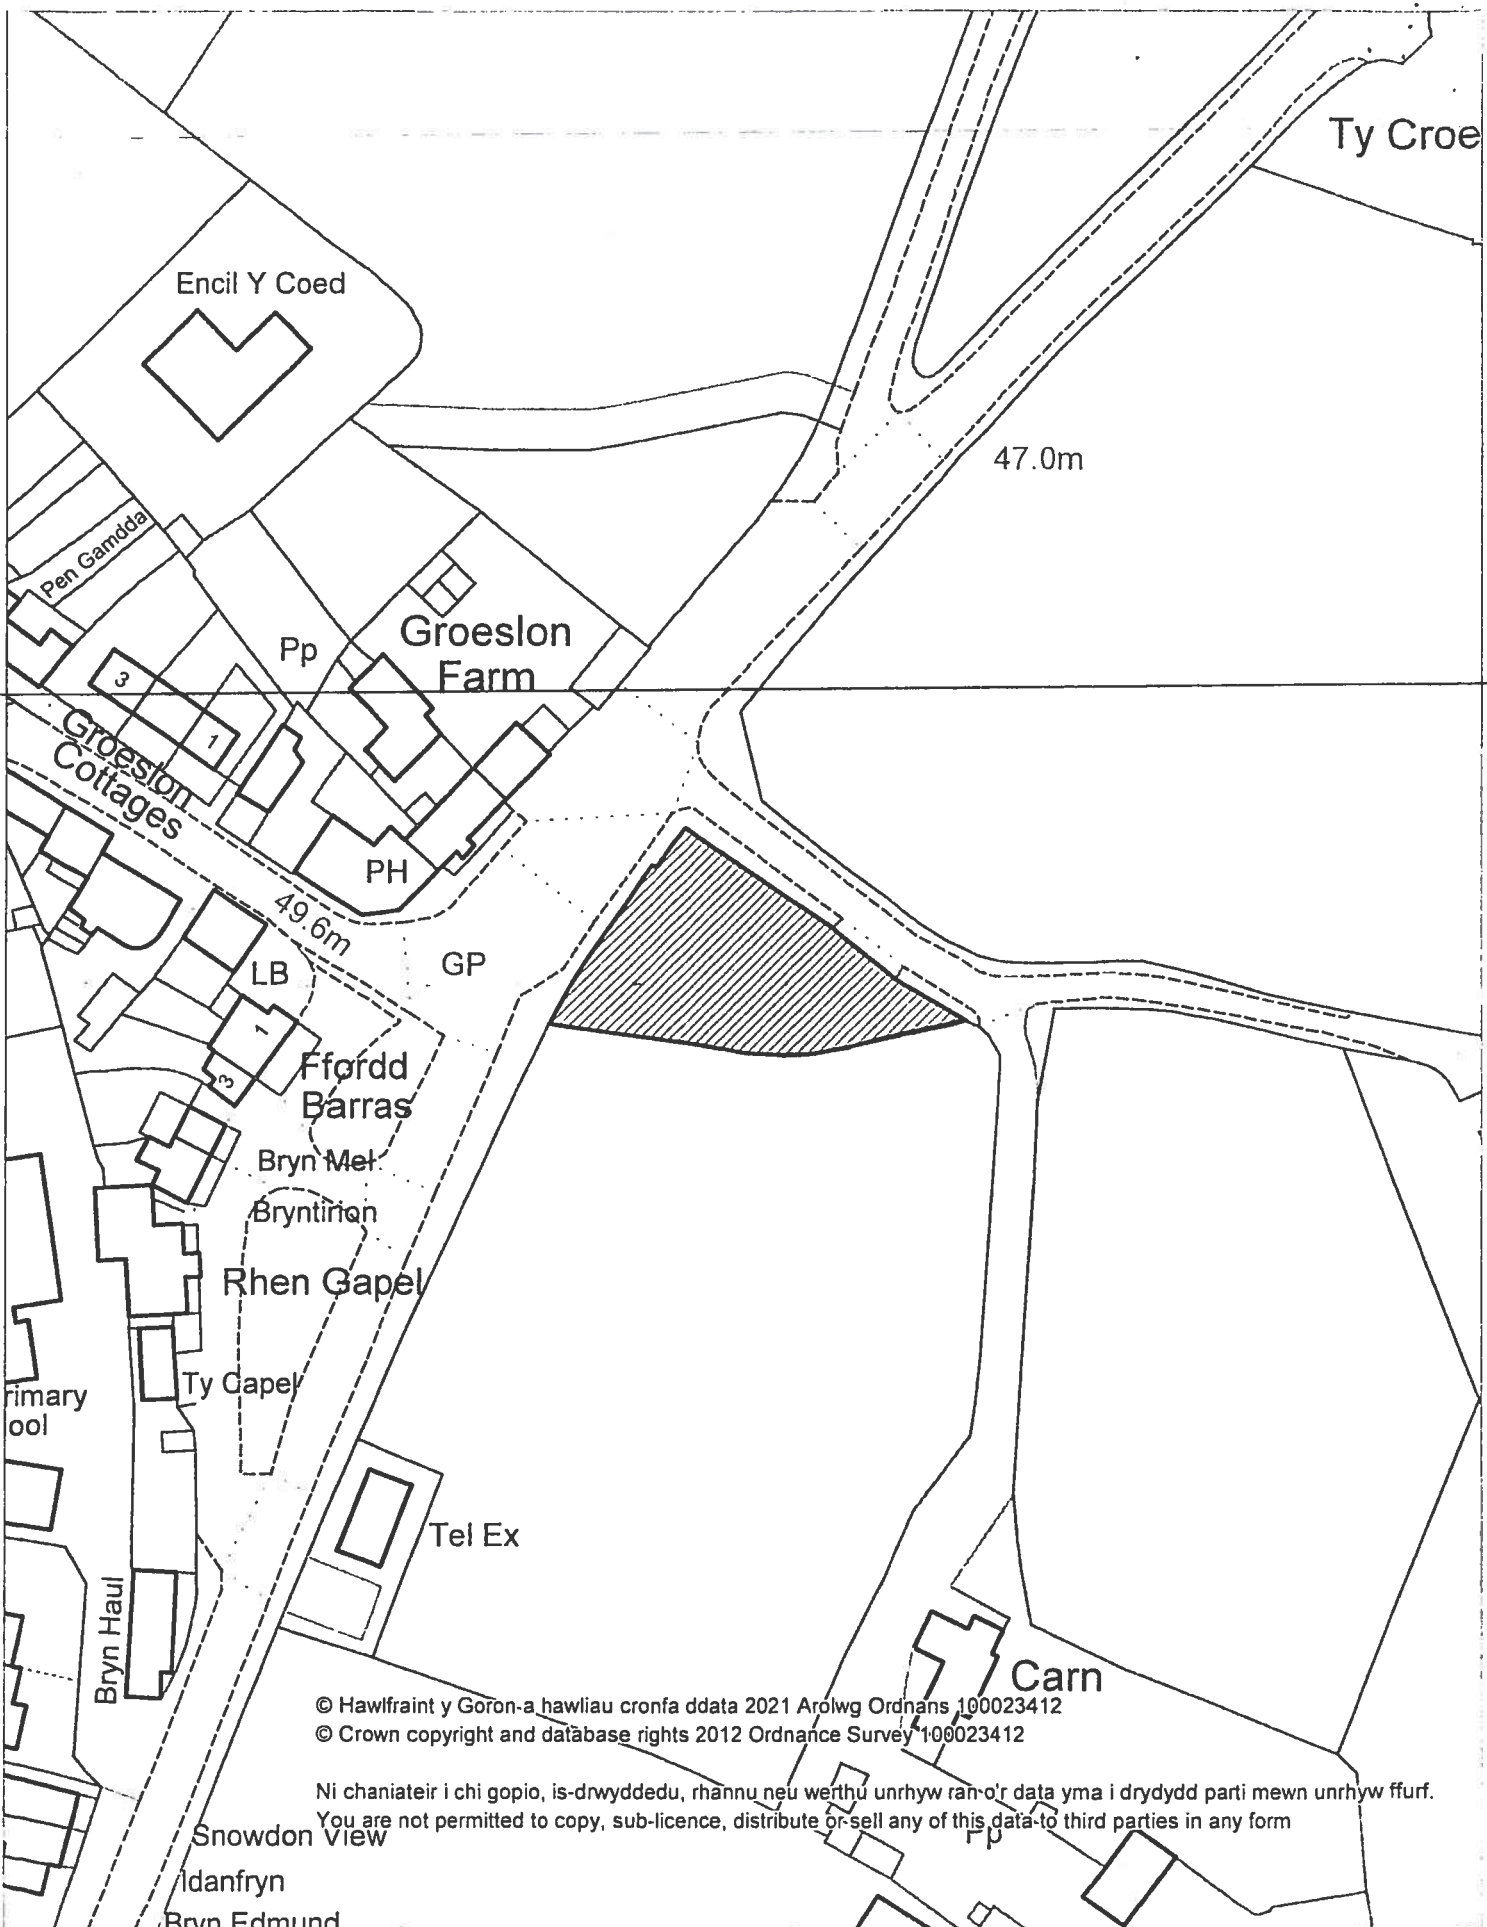 Ty Croe
Encil Y Coed
47.0m
Pen Gamdda
Pp
Groeslon
Farm
3
1
Groeslon
Cottages
PH
49.6m
GP
LB
1
3
Ffordd
Barras
Bryn Mel
Bryntirion
Rhen Gapel
Ty Capel
rimary
ool
Tel Ex
Bryn Haul
Carn
© Hawlfraint y Goron a hawliau cronfa ddata 2021 Arolwg Ordnans 100023412
© Crown copyright and database rights 2012 Ordnance Survey 100023412
Ni chaniateir i chi gopio, is-drwyddedu, rhannu neu werthu unrhyw ran o'r data yma i drydydd parti mewn unrhyw ffurf.
You are not permitted to copy, sub-licence, distribute or sell any of this data to third parties in any form
Pp
Snowdon View
Idanfryn
Bryn Edmund